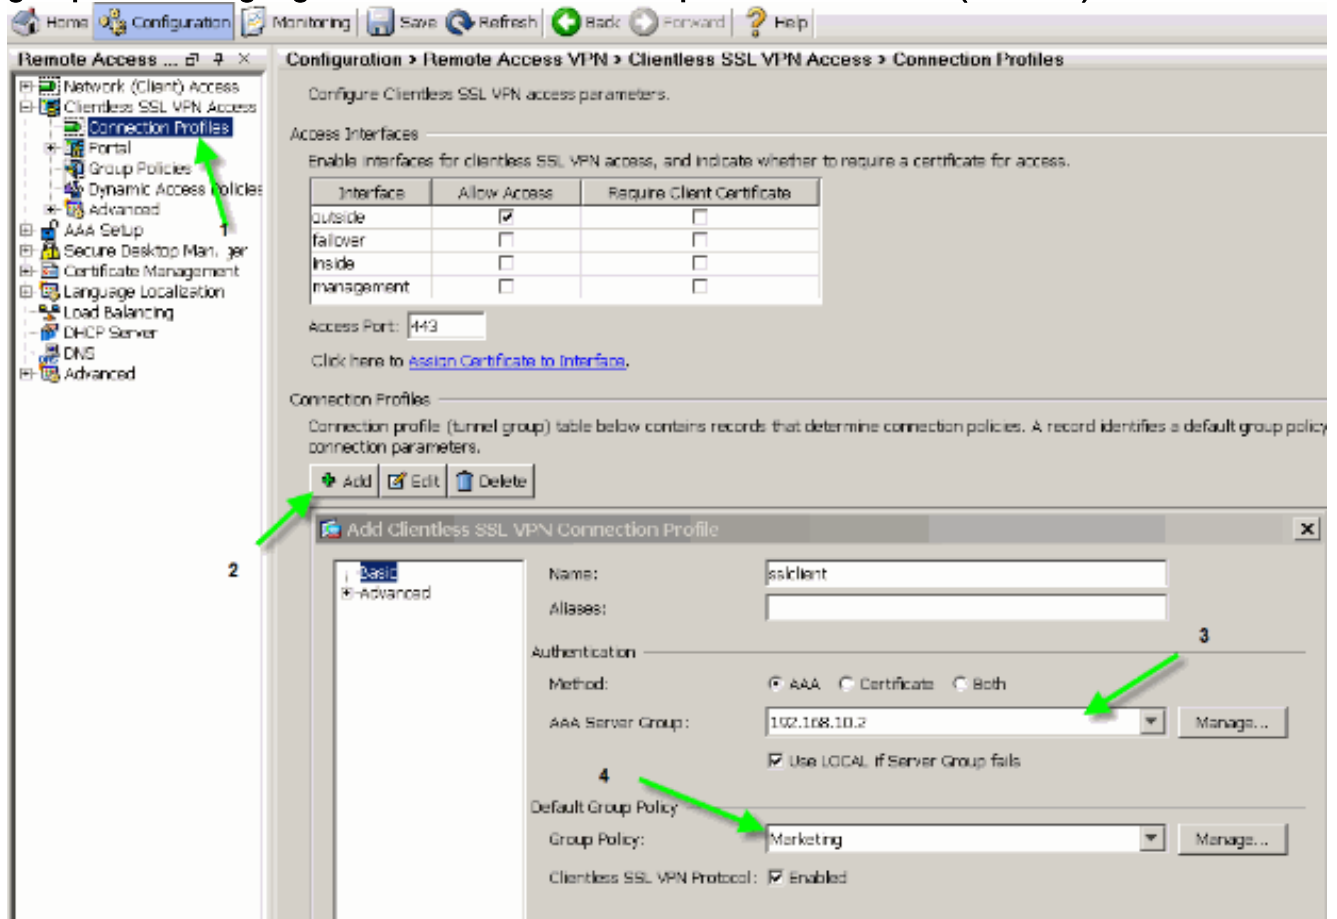 Home Configuration Monitoring Save Refresh Back Forward Help
Remote Access ...
Network (Client) Access
Clientless SSL VPN Access
Connection Profiles
Portal
Group Policies
Dynamic Access Policies
Advanced
AAA Setup
1
Secure Desktop Man. ger
Certificate Management
Language Localization
Load Balancing
DHCP Server
DNS
Advanced
Configuration > Remote Access VPN > Clientless SSL VPN Access > Connection Profiles
Configure Clientless SSL VPN access parameters.
Access Interfaces
Enable interfaces for clientless SSL VPN access, and indicate whether to require a certificate for access.
Interface Allow Access Require Client Certificate
outside
failover
inside
management
Access Port: 443
Click here to Assign Certificate to Interface.
Connection Profiles
Connection profile (tunnel group) table below contains records that determine connection policies. A record identifies a default group policy
connection parameters.
Add Edit Delete
2
Add Clientless SSL VPN Connection Profile
Basic
Advanced
Name: sslclient
Aliases:
3
Authentication
Method: AAA Certificate Both
AAA Server Group: 192.168.10.2 Manage...
Use LOCAL if Server Group fails
4
Default Group Policy
Group Policy: Marketing Manage...
Clientless SSL VPN Protocol: Enabled